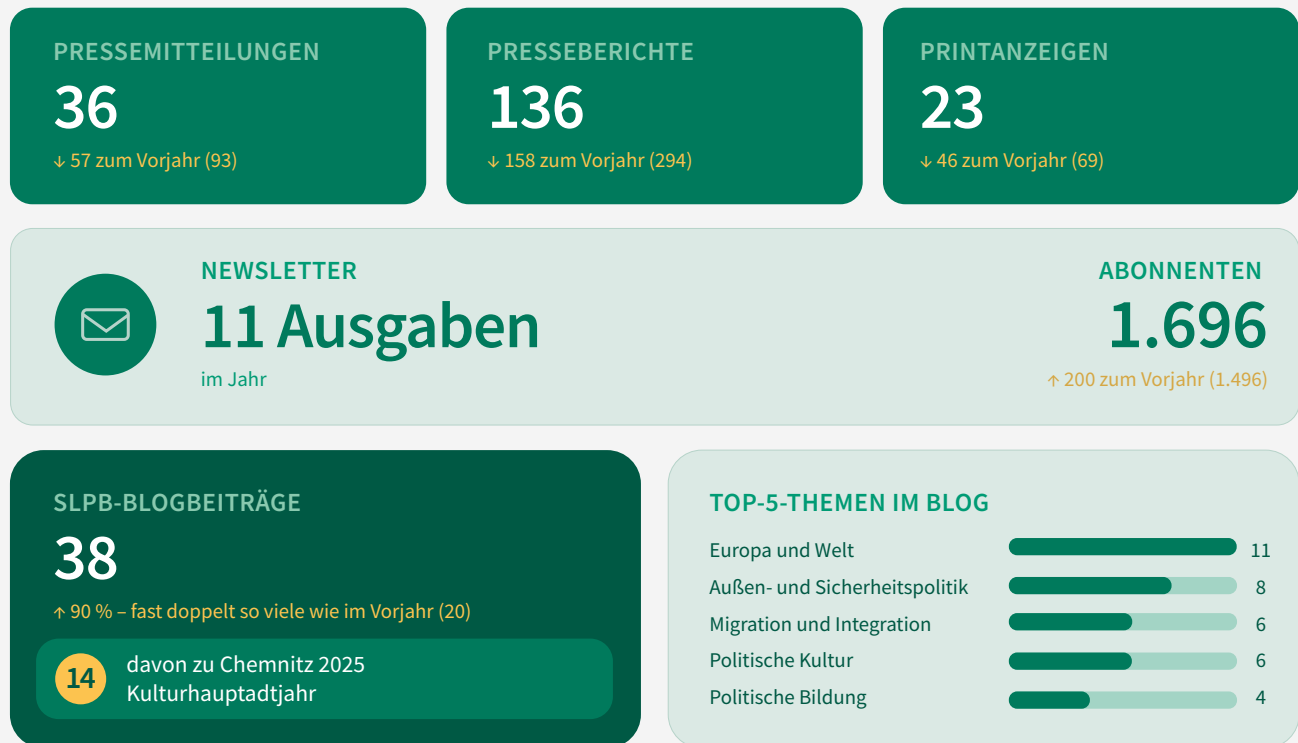 PRESSEMITTEILUNGEN
36
↓ 57 zum Vorjahr (93)
PRESSEBERICHTE
136
↓ 158 zum Vorjahr (294)
PRINTANZEIGEN
23
↓ 46 zum Vorjahr (69)
NEWSLETTER
11 Ausgaben
im Jahr
ABONNENTEN
1.696
↑ 200 zum Vorjahr (1.496)
SLPB-BLOGBEITRÄGE
38
↑ 90 % – fast doppelt so viele wie im Vorjahr (20)
14
davon zu Chemnitz 2025
Kulturhauptadtjahr
TOP-5-THEMEN IM BLOG
Europa und Welt 11
Außen- und Sicherheitspolitik 8
Migration und Integration 6
Politische Kultur 6
Politische Bildung 4